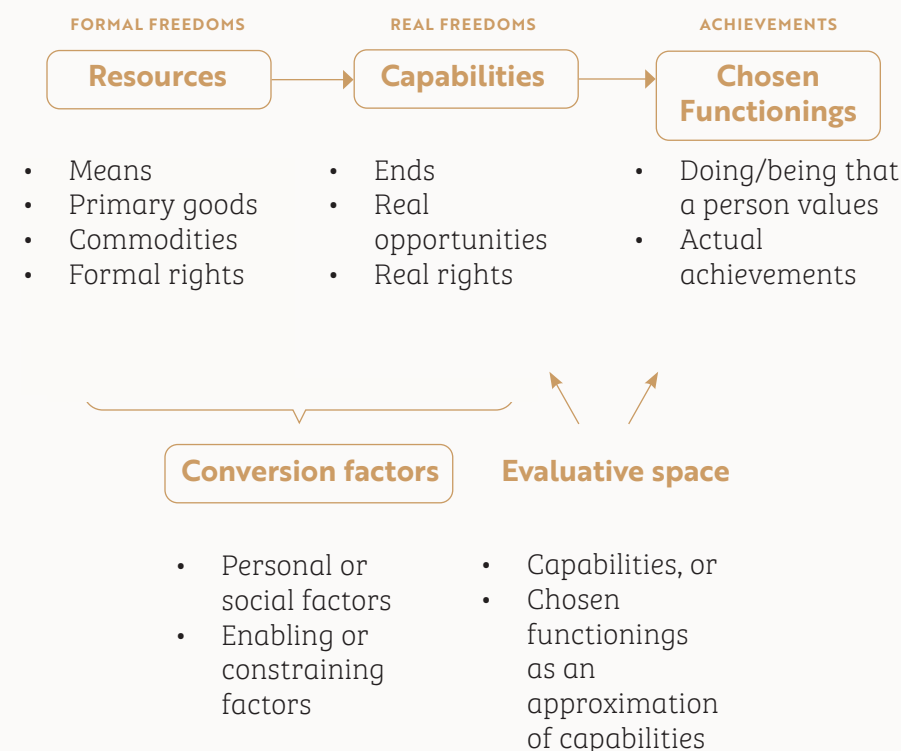 FORMAL FREEDOMS
Resources
• Means
• Primary goods
• Commodities
• Formal rights
REAL FREEDOMS
Capabilities
• Ends
• Real
opportunities
• Real rights
ACHIEVEMENTS
Chosen
Functionings
• Doing/being that
a person values
• Actual
achievements
Conversion factors
• Personal or
social factors
• Enabling or
constraining
factors
Evaluative space
• Capabilities, or
• Chosen
functionings
as an
approximation
of capabilities